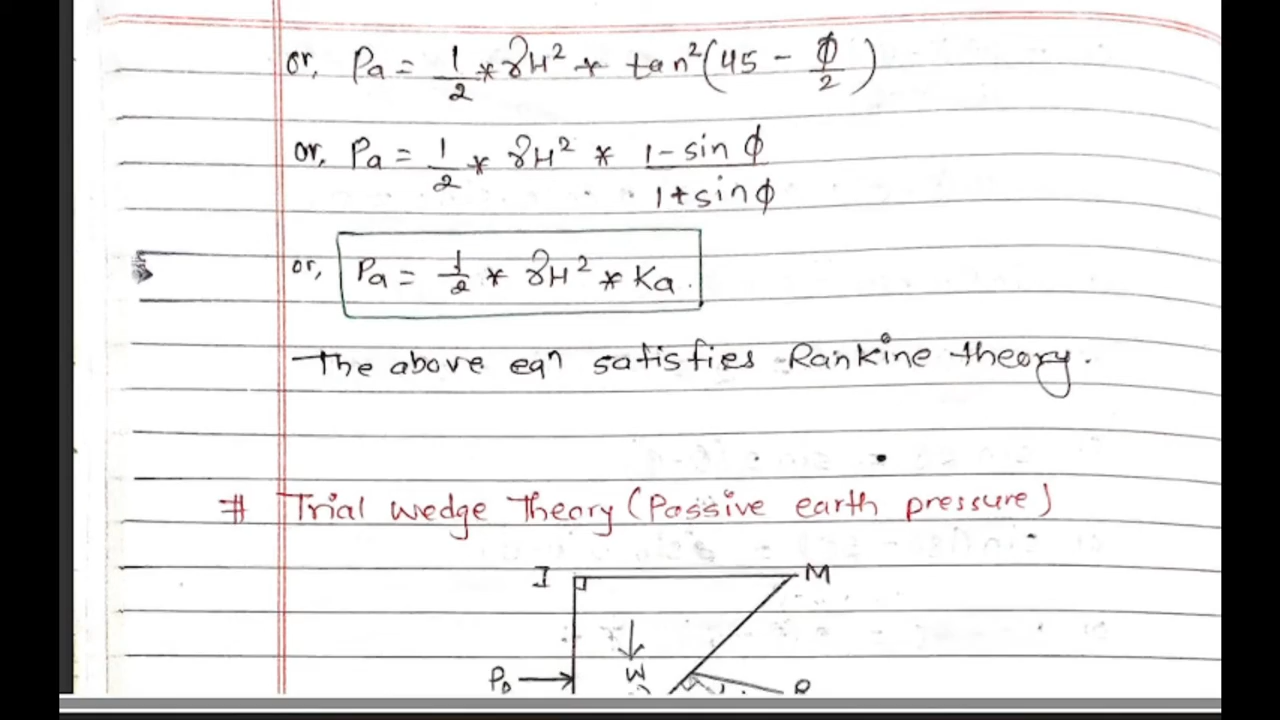 or, Pa = 1/2 * γH² * tan²(45 - ϕ/2)
or, Pa = 1/2 * γH² * 1-sin ϕ / 1+sinϕ
or, Pa = 1/2 * γH² * Ka.
The above eqn satisfies Rankine theory.
# Trial wedge Theory (Passive earth pressure)
I M
W
Pp R